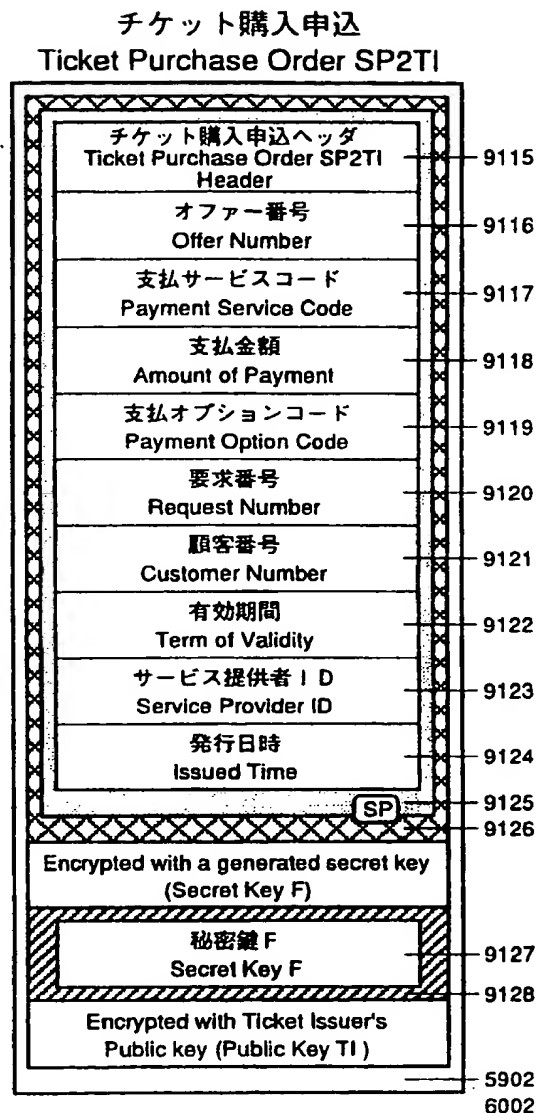 チケット購入申込
Ticket Purchase Order SP2TI
チケット購入申込ヘッダ
Ticket Purchase Order SP2TI
Header
9115
オファー番号
Offer Number
9116
支払サービスコード
Payment Service Code
9117
支払金額
Amount of Payment
9118
支払オプションコード
Payment Option Code
9119
要求番号
Request Number
9120
顧客番号
Customer Number
9121
有効期間
Term of Validity
9122
サービス提供者ID
Service Provider ID
9123
発行日時
Issued Time
9124
SP
9125
9126
Encrypted with a generated secret key
(Secret Key F)
秘密鍵F
Secret Key F
9127
9128
Encrypted with Ticket Issuer's
Public key (Public Key TI )
5902
6002